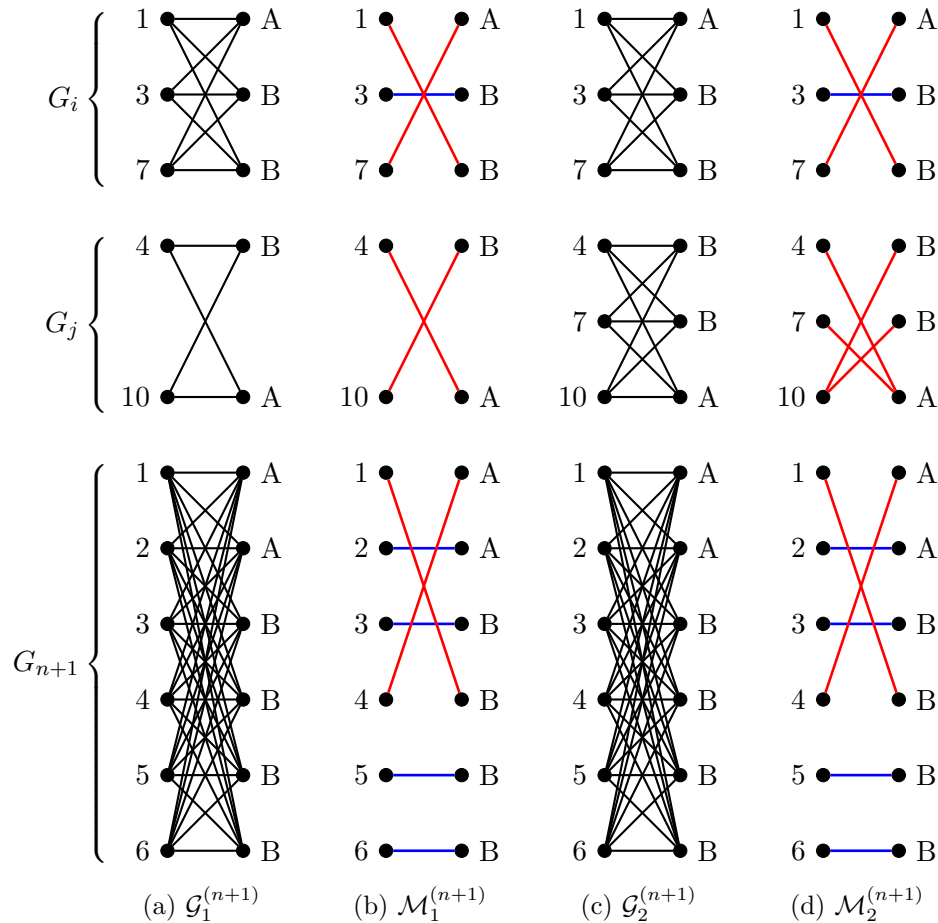 1 A 1 A 1 A 1 A
G_i 3 B 3 B 3 B 3 B
7 B 7 B 7 B 7 B
4 B 4 B 4 B 4 B
G_j 7 B 7 B
10 A 10 A 10 A 10 A
1 A 1 A 1 A 1 A
2 A 2 A 2 A 2 A
3 B 3 B 3 B 3 B
G_{n+1}
4 B 4 B 4 B 4 B
5 B 5 B 5 B 5 B
6 B 6 B 6 B 6 B
(a) 𝒢_1^{(n+1)} (b) ℳ_1^{(n+1)} (c) 𝒢_2^{(n+1)} (d) ℳ_2^{(n+1)}